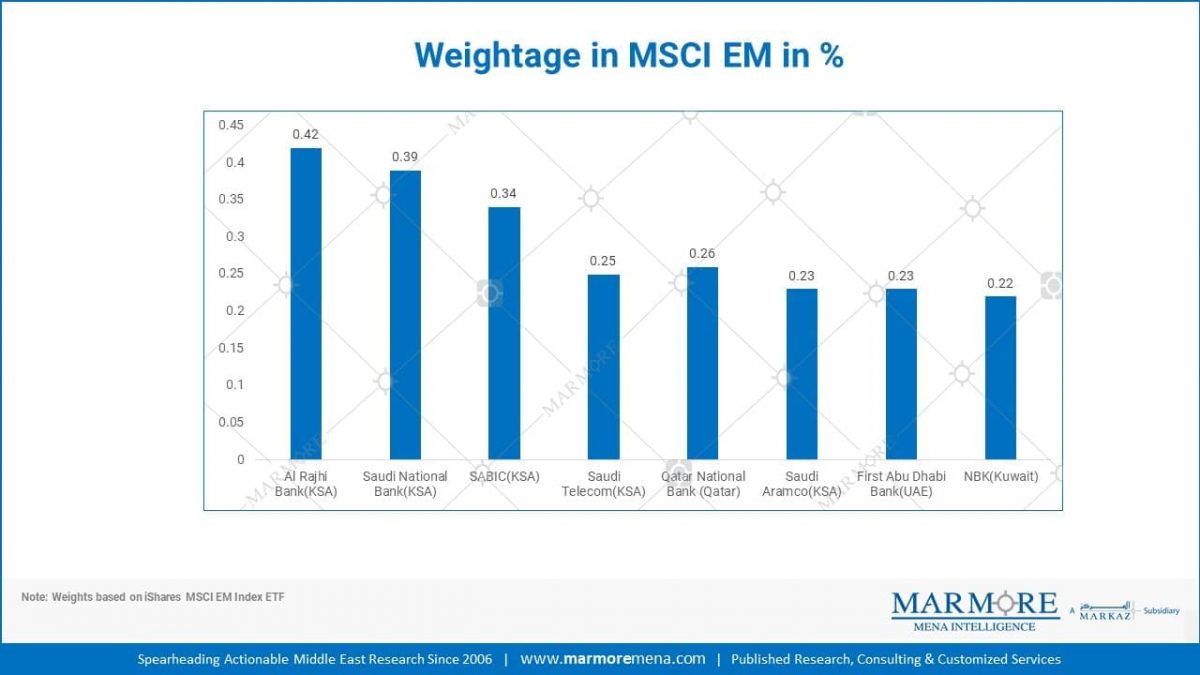 Weightage in MSCI EM in %
0.45
0.4
0.35
0.3
0.25
0.2
0.15
0.1
0.05
0
0.42
0.39
0.34
0.25
0.26
0.23
0.23
0.22
Al Rajhi
Bank(KSA)
Saudi National
Bank(KSA)
SABIC(KSA)
Saudi
Telecom(KSA)
Qatar National
Bank (Qatar)
Saudi
Aramco(KSA)
First Abu Dhabi
Bank(UAE)
NBK(Kuwait)
MARMORE
MARMORE
MARMORE
Note: Weights based on iShares MSCI EM Index ETF
MARMORE
MENA INTELLIGENCE
A المركز MARKAZ Subsidiary
Spearheading Actionable Middle East Research Since 2006 | www.marmoremena.com | Published Research, Consulting & Customized Services